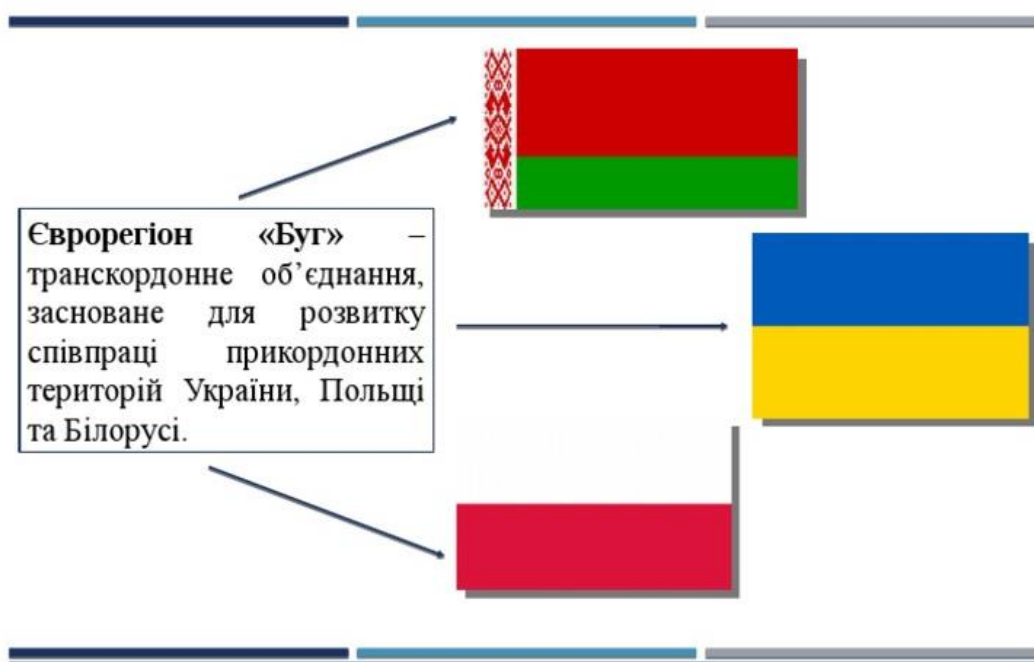 Єврорегіон «Буг» –
транскордонне об’єднання,
засноване для розвитку
співпраці прикордонних
територій України, Польщі
та Білорусі.